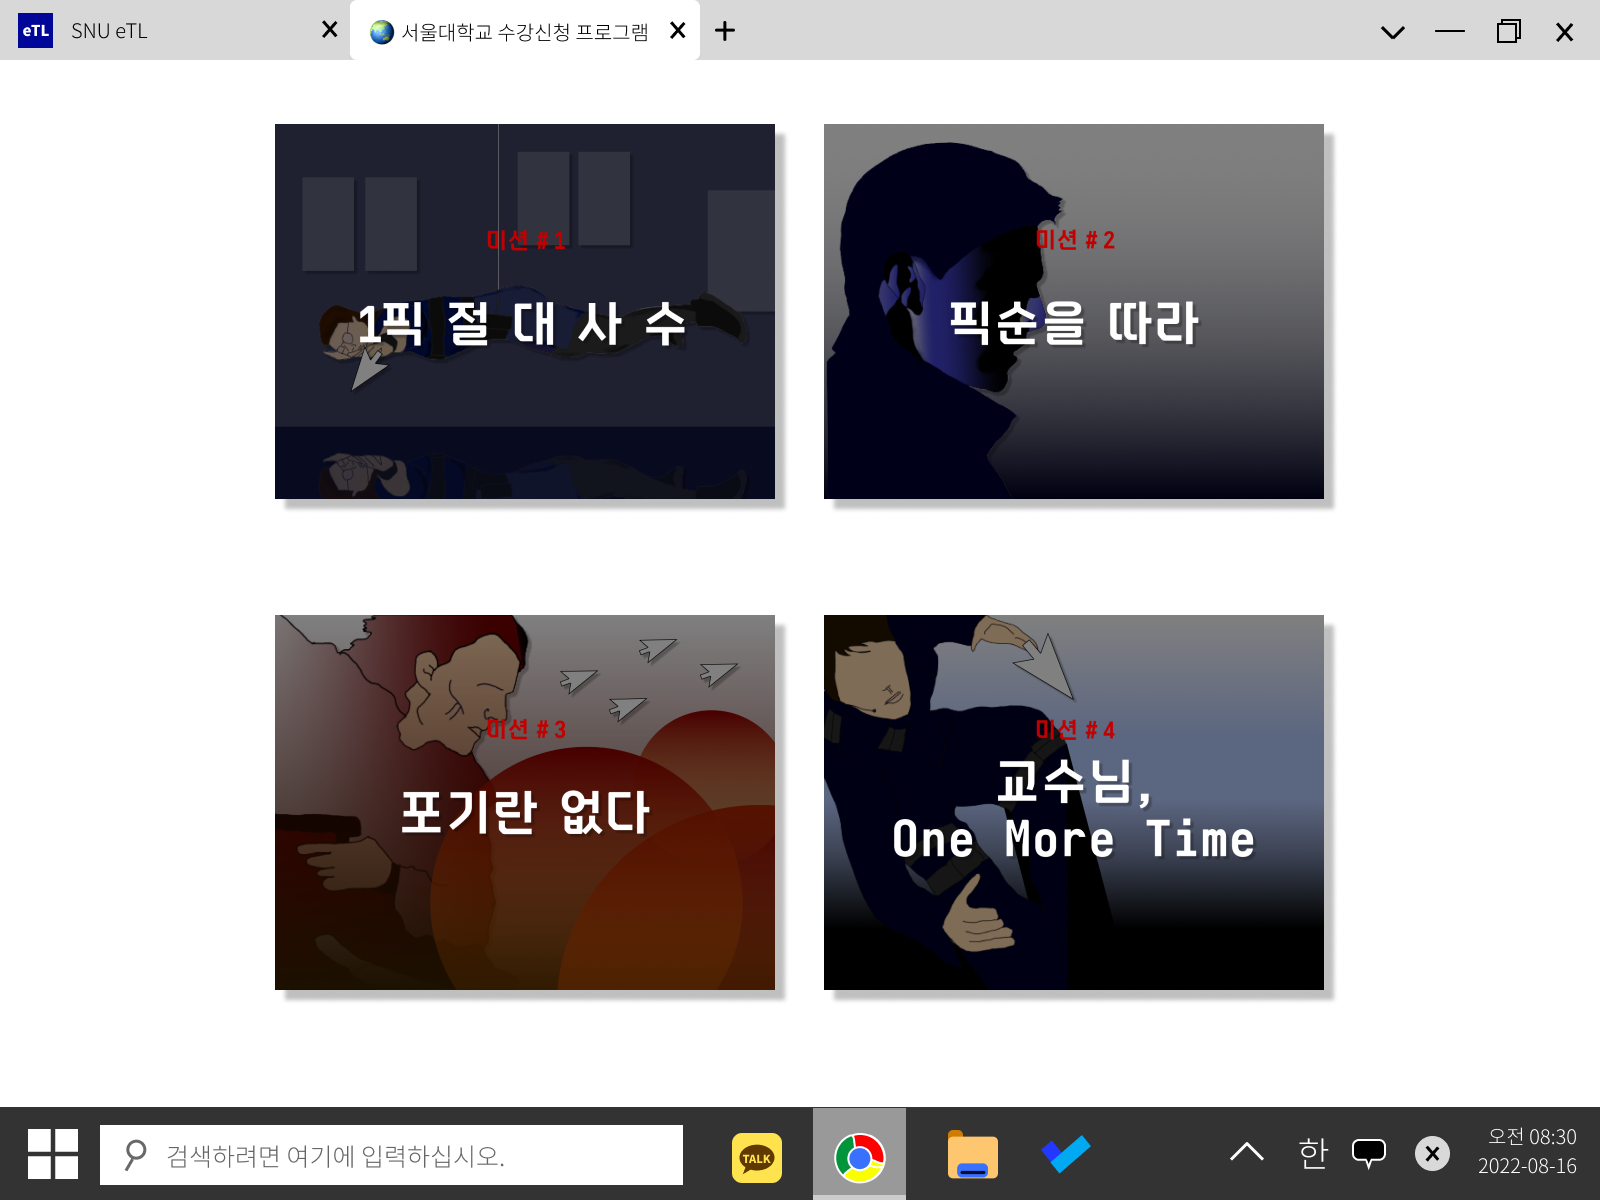 eTL SNU eTL
서울대학교 수강신청 프로그램
미션 # 1
1픽 절 대 사 수
미션 # 2
픽순을 따라
미션 # 3
포기란 없다
미션 # 4
교수님,
One More Time
검색하려면 여기에 입력하십시오.
TALK
한
오전 08:30
2022-08-16